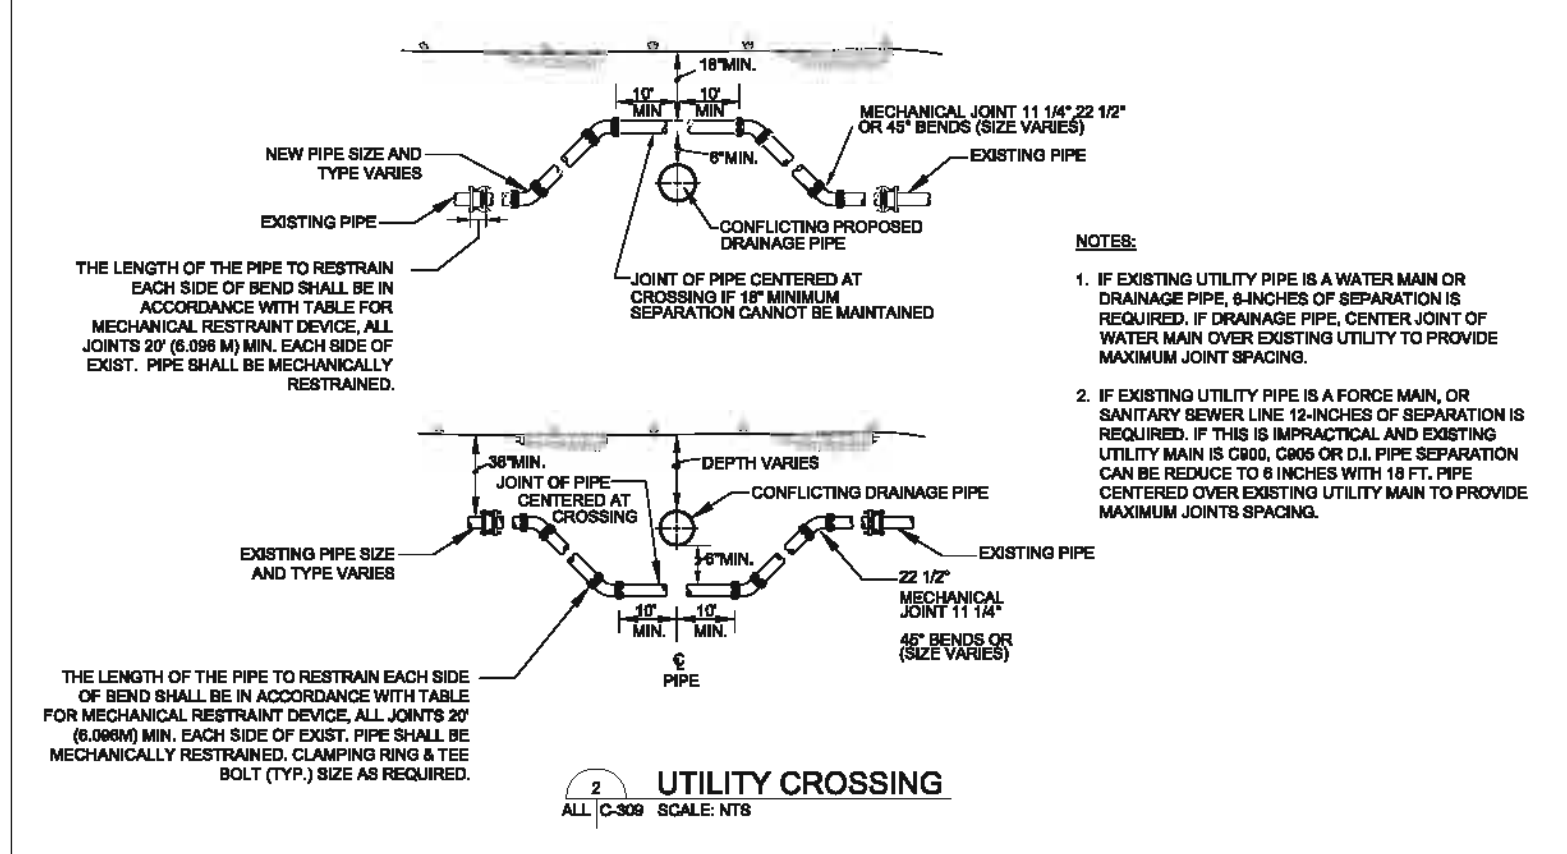 18"MIN.
10'
MIN
10'
MIN
MECHANICAL JOINT 11 1/4°,22 1/2°
OR 45° BENDS (SIZE VARIES)
NEW PIPE SIZE AND
TYPE VARIES
6"MIN.
EXISTING PIPE
EXISTING PIPE
CONFLICTING PROPOSED
DRAINAGE PIPE
THE LENGTH OF THE PIPE TO RESTRAIN
EACH SIDE OF BEND SHALL BE IN
ACCORDANCE WITH TABLE FOR
MECHANICAL RESTRAINT DEVICE, ALL
JOINTS 20' (6.096 M) MIN. EACH SIDE OF
EXIST. PIPE SHALL BE MECHANICALLY
RESTRAINED.
JOINT OF PIPE CENTERED AT
CROSSING IF 18" MINIMUM
SEPARATION CANNOT BE MAINTAINED
NOTES:
1. IF EXISTING UTILITY PIPE IS A WATER MAIN OR
DRAINAGE PIPE, 6-INCHES OF SEPARATION IS
REQUIRED. IF DRAINAGE PIPE, CENTER JOINT OF
WATER MAIN OVER EXISTING UTILITY TO PROVIDE
MAXIMUM JOINT SPACING.
2. IF EXISTING UTILITY PIPE IS A FORCE MAIN, OR
SANITARY SEWER LINE 12-INCHES OF SEPARATION IS
REQUIRED. IF THIS IS IMPRACTICAL AND EXISTING
UTILITY MAIN IS C900, C905 OR D.I. PIPE SEPARATION
CAN BE REDUCE TO 6 INCHES WITH 18 FT. PIPE
CENTERED OVER EXISTING UTILITY MAIN TO PROVIDE
MAXIMUM JOINTS SPACING.
36"MIN.
DEPTH VARIES
JOINT OF PIPE
CENTERED AT
CROSSING
CONFLICTING DRAINAGE PIPE
EXISTING PIPE SIZE
AND TYPE VARIES
6"MIN.
EXISTING PIPE
22 1/2°
MECHANICAL
JOINT 11 1/4°
45° BENDS OR
(SIZE VARIES)
10'
MIN.
10'
MIN.
℄
PIPE
THE LENGTH OF THE PIPE TO RESTRAIN EACH SIDE
OF BEND SHALL BE IN ACCORDANCE WITH TABLE
FOR MECHANICAL RESTRAINT DEVICE, ALL JOINTS 20'
(6.096M) MIN. EACH SIDE OF EXIST. PIPE SHALL BE
MECHANICALLY RESTRAINED. CLAMPING RING & TEE
BOLT (TYP.) SIZE AS REQUIRED.
2
UTILITY CROSSING
ALL C-309 SCALE: NTS